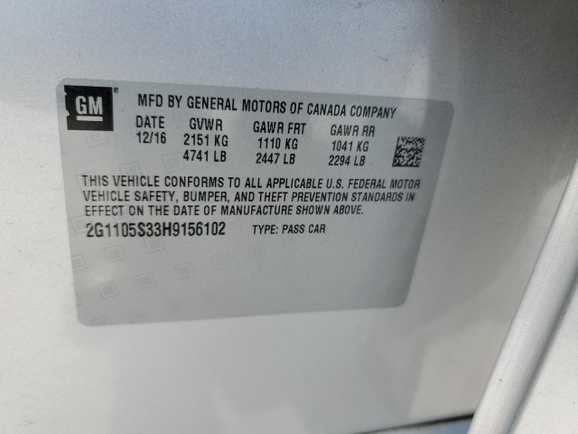 GM®
MFD BY GENERAL MOTORS OF CANADA COMPANY
DATE GVWR GAWR FRT GAWR RR
12/16 2151 KG 1110 KG 1041 KG
4741 LB 2447 LB 2294 LB
THIS VEHICLE CONFORMS TO ALL APPLICABLE U.S. FEDERAL MOTOR
VEHICLE SAFETY, BUMPER, AND THEFT PREVENTION STANDARDS IN
EFFECT ON THE DATE OF MANUFACTURE SHOWN ABOVE.
2G1105S33H9156102 TYPE: PASS CAR